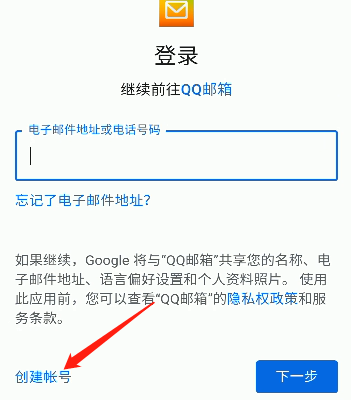 登录
继续前往QQ邮箱
电子邮件地址或电话号码
忘记了电子邮件地址?
如果继续，Google 将与“QQ邮箱”共享您的名称、电
子邮件地址、语言偏好设置和个人资料照片。 使用
此应用前，您可以查看“QQ邮箱”的隐私权政策和服
务条款。
创建帐号
下一步